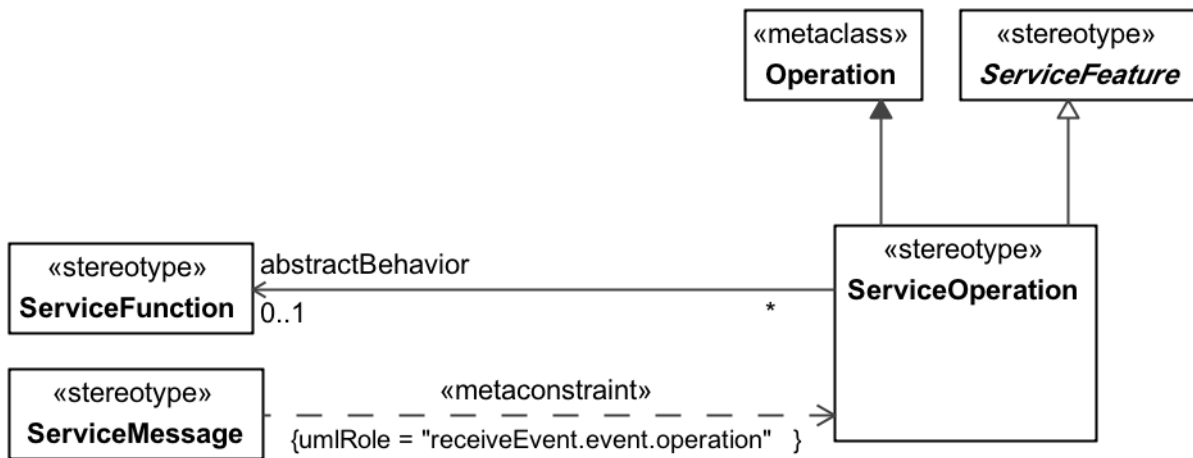 «metaclass»
Operation
«stereotype»
ServiceFeature
«stereotype»
ServiceOperation
«stereotype»
ServiceFunction
abstractBehavior
0..1
*
«stereotype»
ServiceMessage
«metaconstraint»
{umlRole = "receiveEvent.event.operation" }